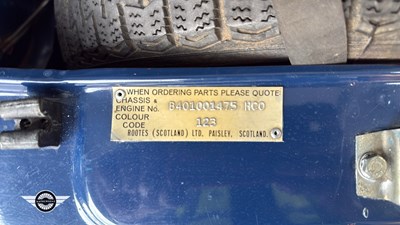 WHEN ORDERING PARTS PLEASE QUOTE
CHASSIS & ENGINE No. B401001475 HCO
COLOUR CODE 123
ROOTES (SCOTLAND) LTD. PAISLEY, SCOTLAND.